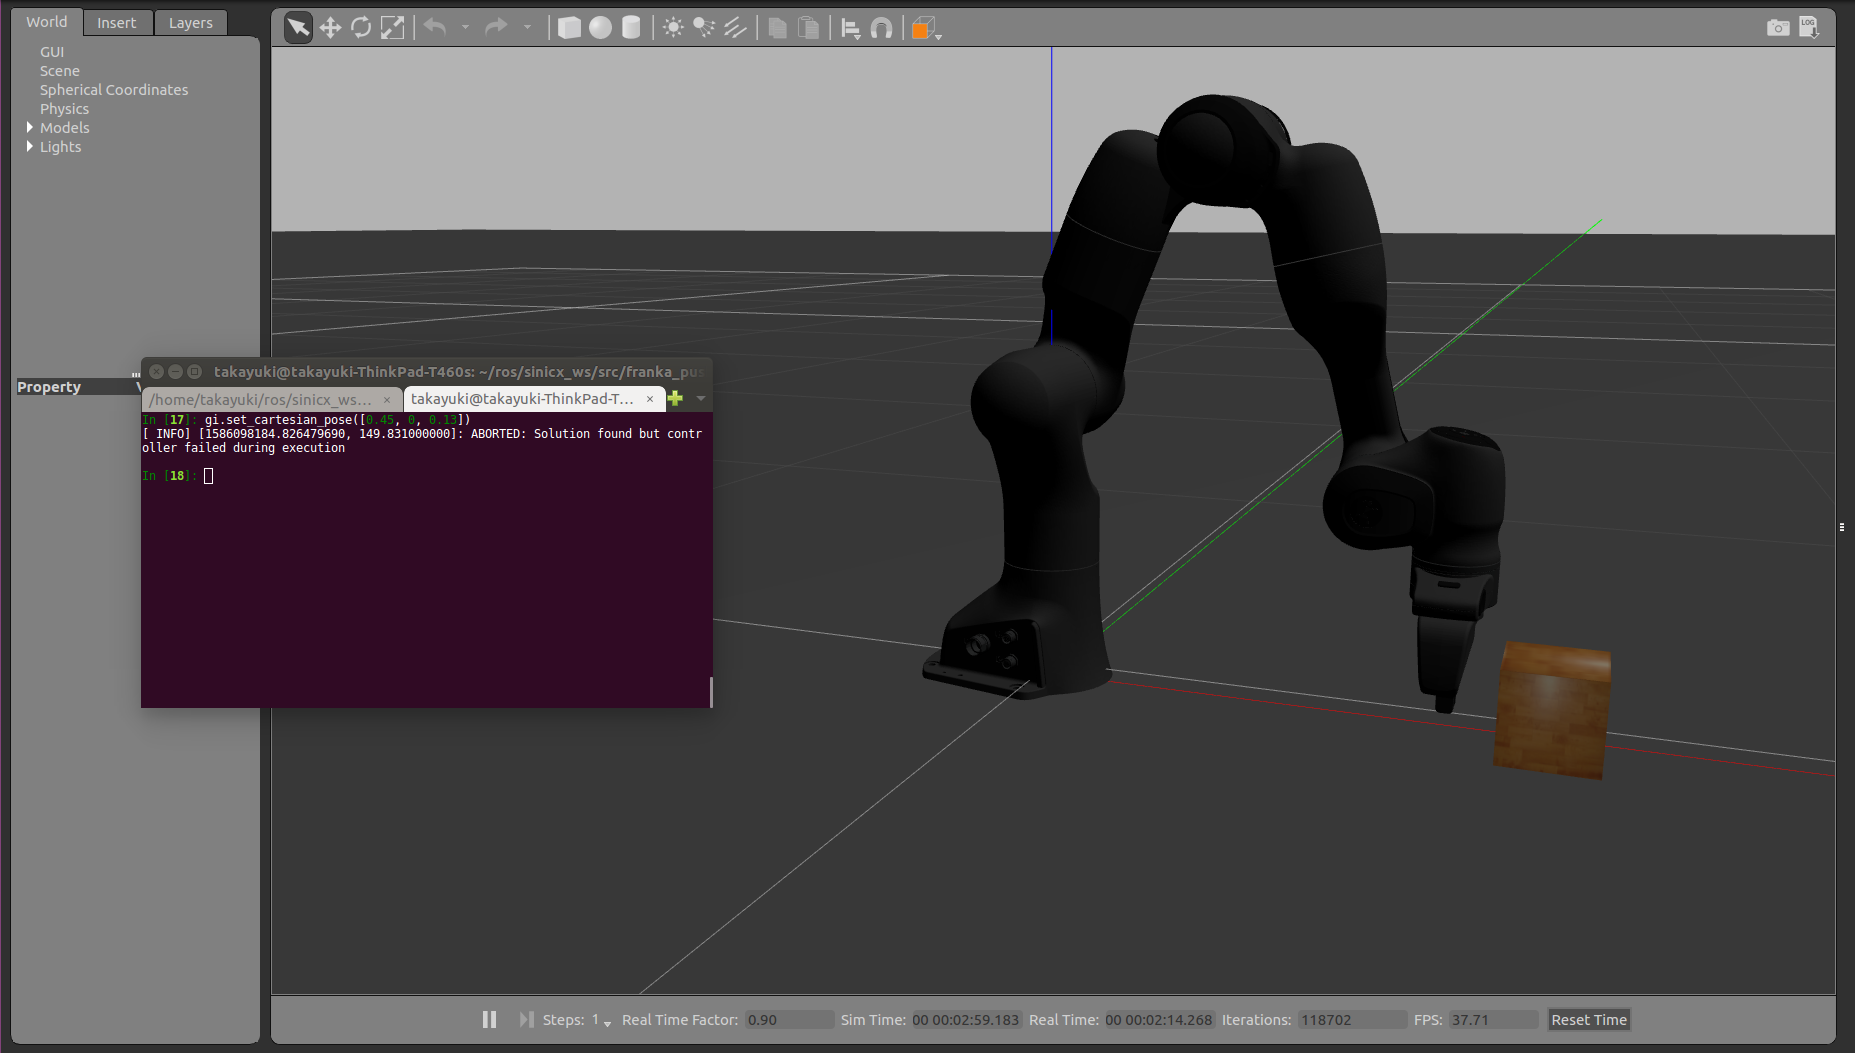 World
Insert
Layers
LOG
GUI
Scene
Spherical Coordinates
Physics
Models
Lights
Property
takayuki@takayuki-ThinkPad-T460s: ~/ros/sinicx_ws/src/franka_pus
/home/takayuki/ros/sinicx_ws... ×
takayuki@takayuki-ThinkPad-T... ×
In [17]: gi.set_cartesian_pose([0.45, 0, 0.13])
[ INFO] [1586098184.826479690, 149.831000000]: ABORTED: Solution found but contr
oller failed during execution
In [18]:
Steps: 1 Real Time Factor: 0.90 Sim Time: 00 00:02:59.183 Real Time: 00 00:02:14.268 Iterations: 118702 FPS: 37.71 Reset Time